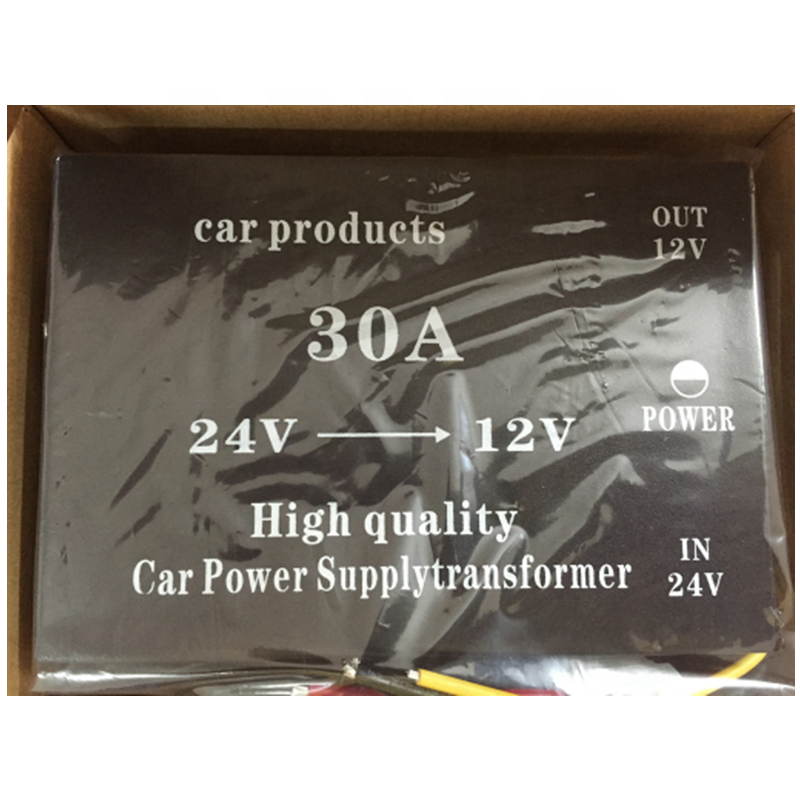 car products
OUT
12V
30A
POWER
24V → 12V
High quality
Car Power Supplytransformer
IN
24V